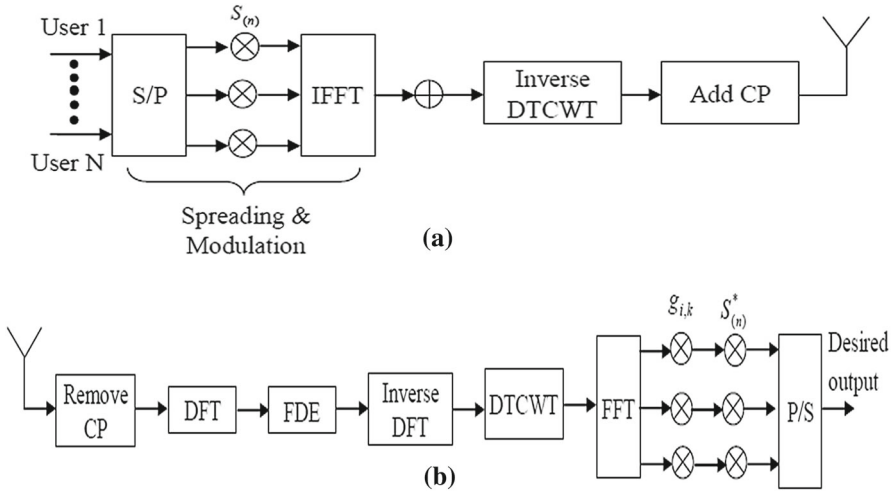 User 1
S(n)
S/P
IFFT
Inverse
DTCWT
Add CP
User N
Spreading &
Modulation
(a)
g i,k
S*(n)
Desired
output
Remove
CP
DFT
FDE
Inverse
DFT
DTCWT
FFT
P/S
(b)